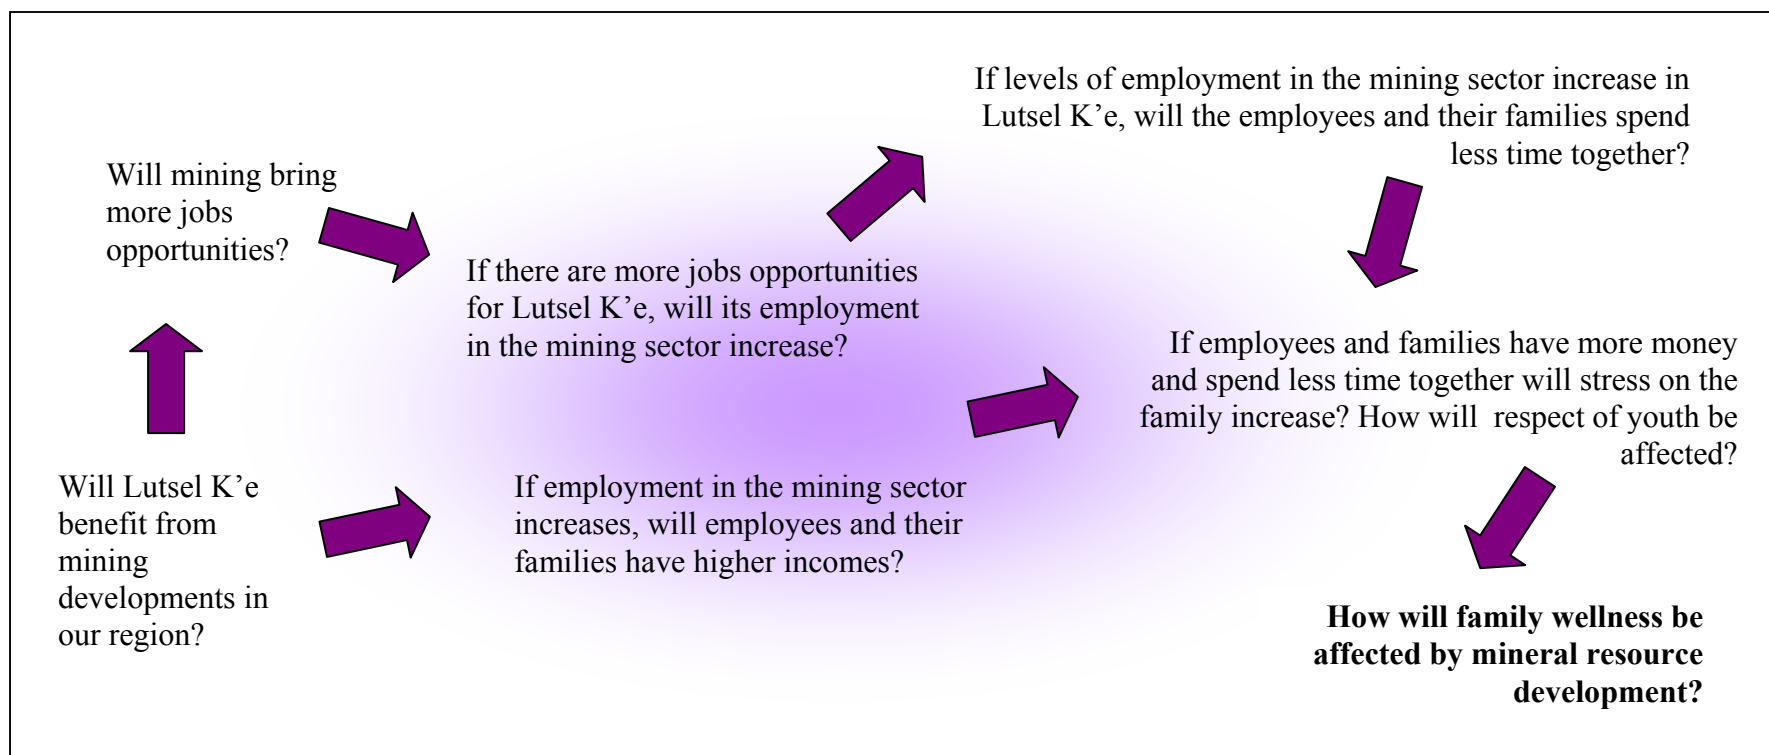 Will mining bring
more jobs
opportunities?
Will Lutsel K’e
benefit from
mining
developments in
our region?
If there are more jobs opportunities
for Lutsel K’e, will its employment
in the mining sector increase?
If employment in the mining sector
increases, will employees and their
families have higher incomes?
If levels of employment in the mining sector increase in
Lutsel K’e, will the employees and their families spend
less time together?
If employees and families have more money
and spend less time together will stress on the
family increase? How will  respect of youth be
affected?
How will family wellness be
affected by mineral resource
development?